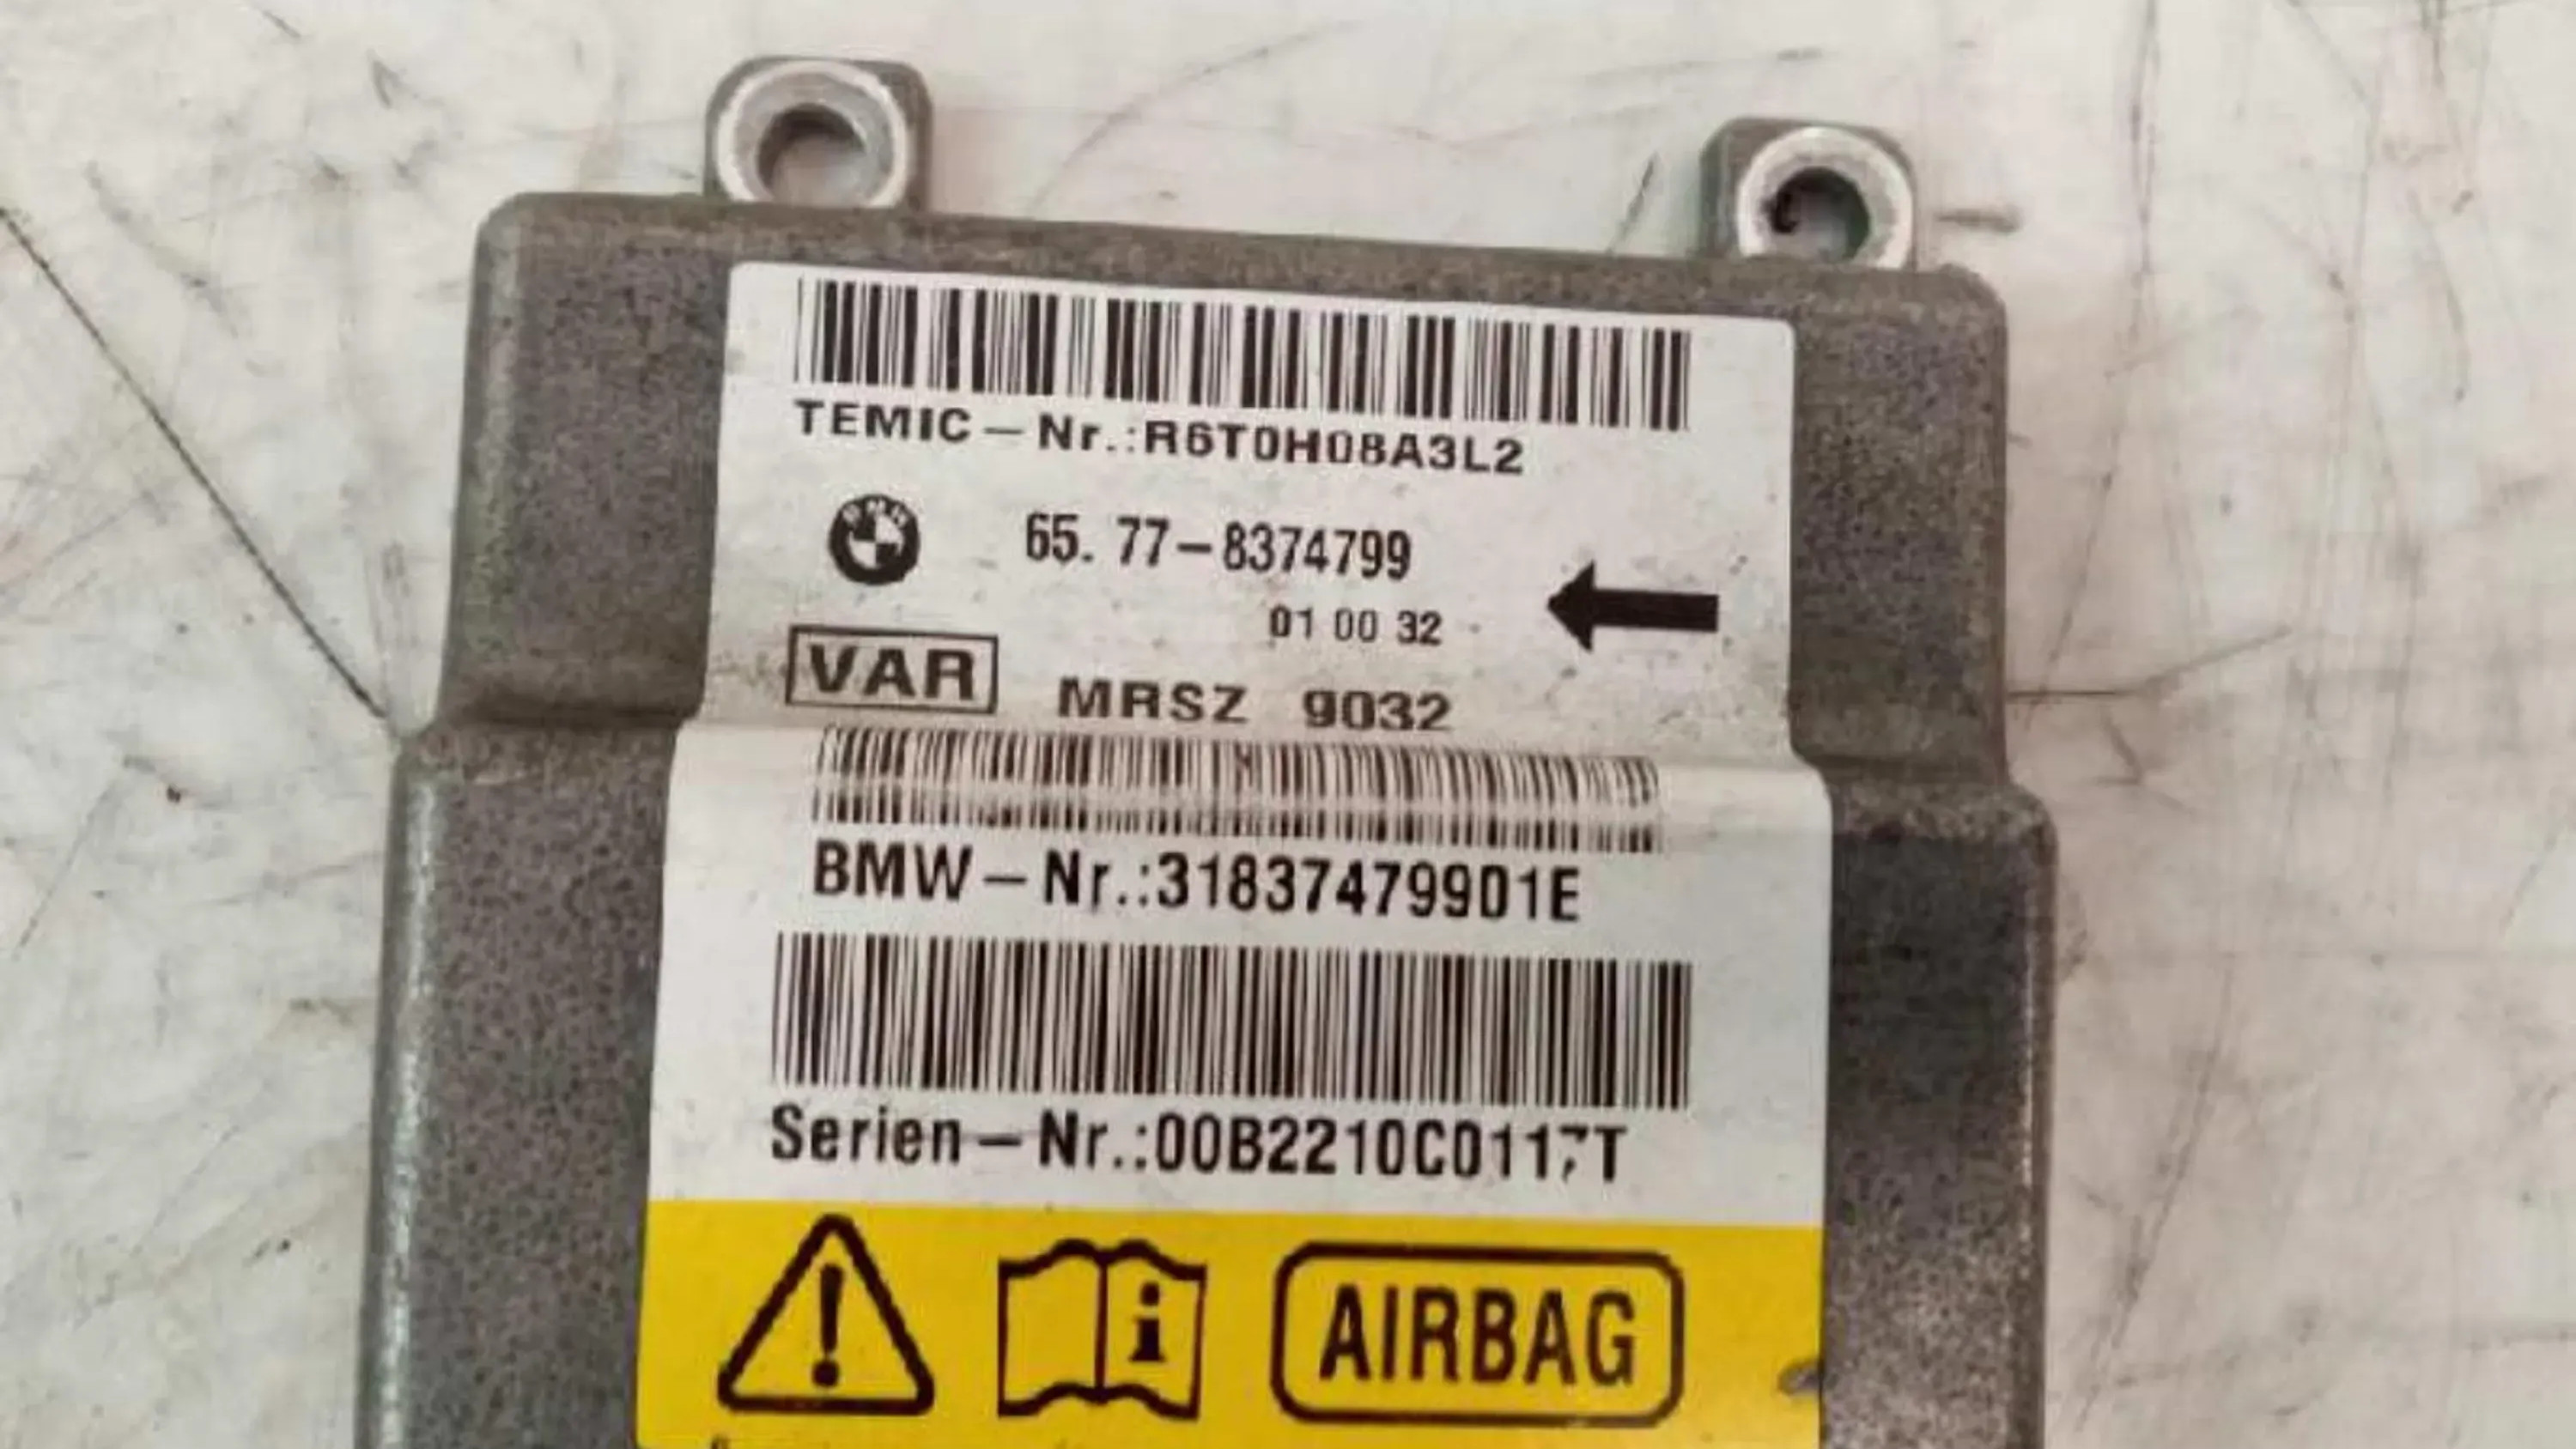 TEMIC-Nr.:R6T0H08A3L2
BMW
65. 77-8374799
01 00 32
VAR MRSZ 9032
BMW-Nr.:31837479901E
Serien-Nr.:00B2210C0117T
! i AIRBAG